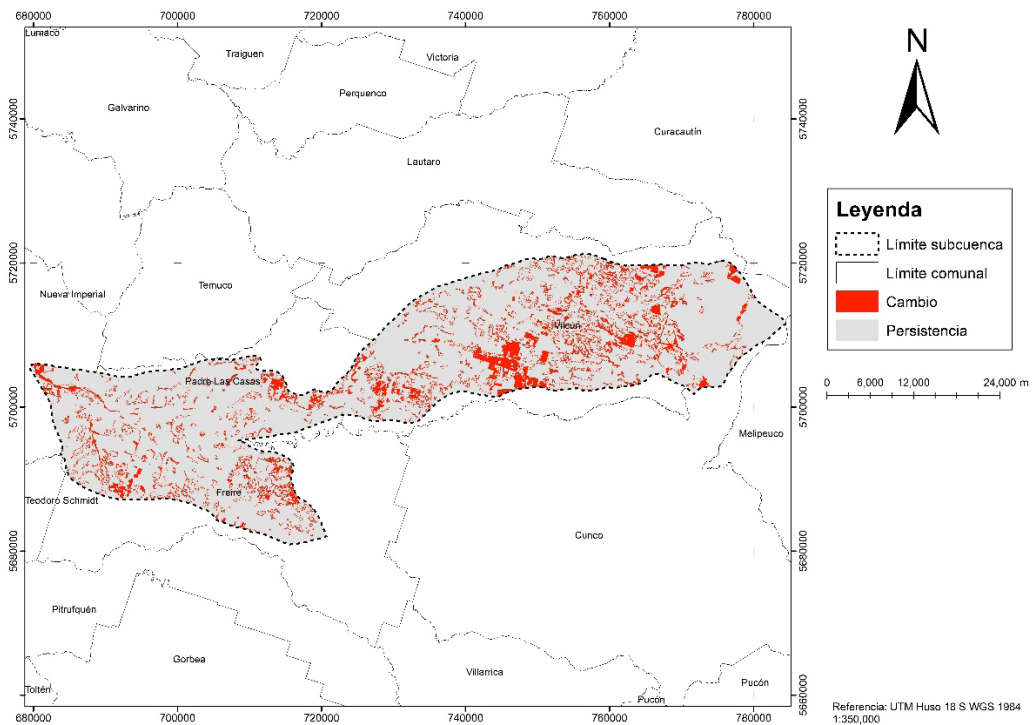 680000 700000 720000 740000 760000 780000
Lumaco
Traiguen
Victoria
Perquenco
Galvarino
Curacautín
Lautaro
5740000
5740000
5720000
5720000
Nueva Imperial
Temuco
Vilcún
Padre Las Casas
5700000
5700000
Melipeuco
Freire
Teodoro Schmidt
Cunco
5680000
5680000
Pitrufquén
Gorbea
Villarrica
Pucón
Toltén
Pucón
5660000
680000 700000 720000 740000 760000 780000
N
Leyenda
Límite subcuenca
Límite comunal
Cambio
Persistencia
0 6,000 12,000 24,000 m
Referencia: UTM Huso 18 S WGS 1984
1:350,000